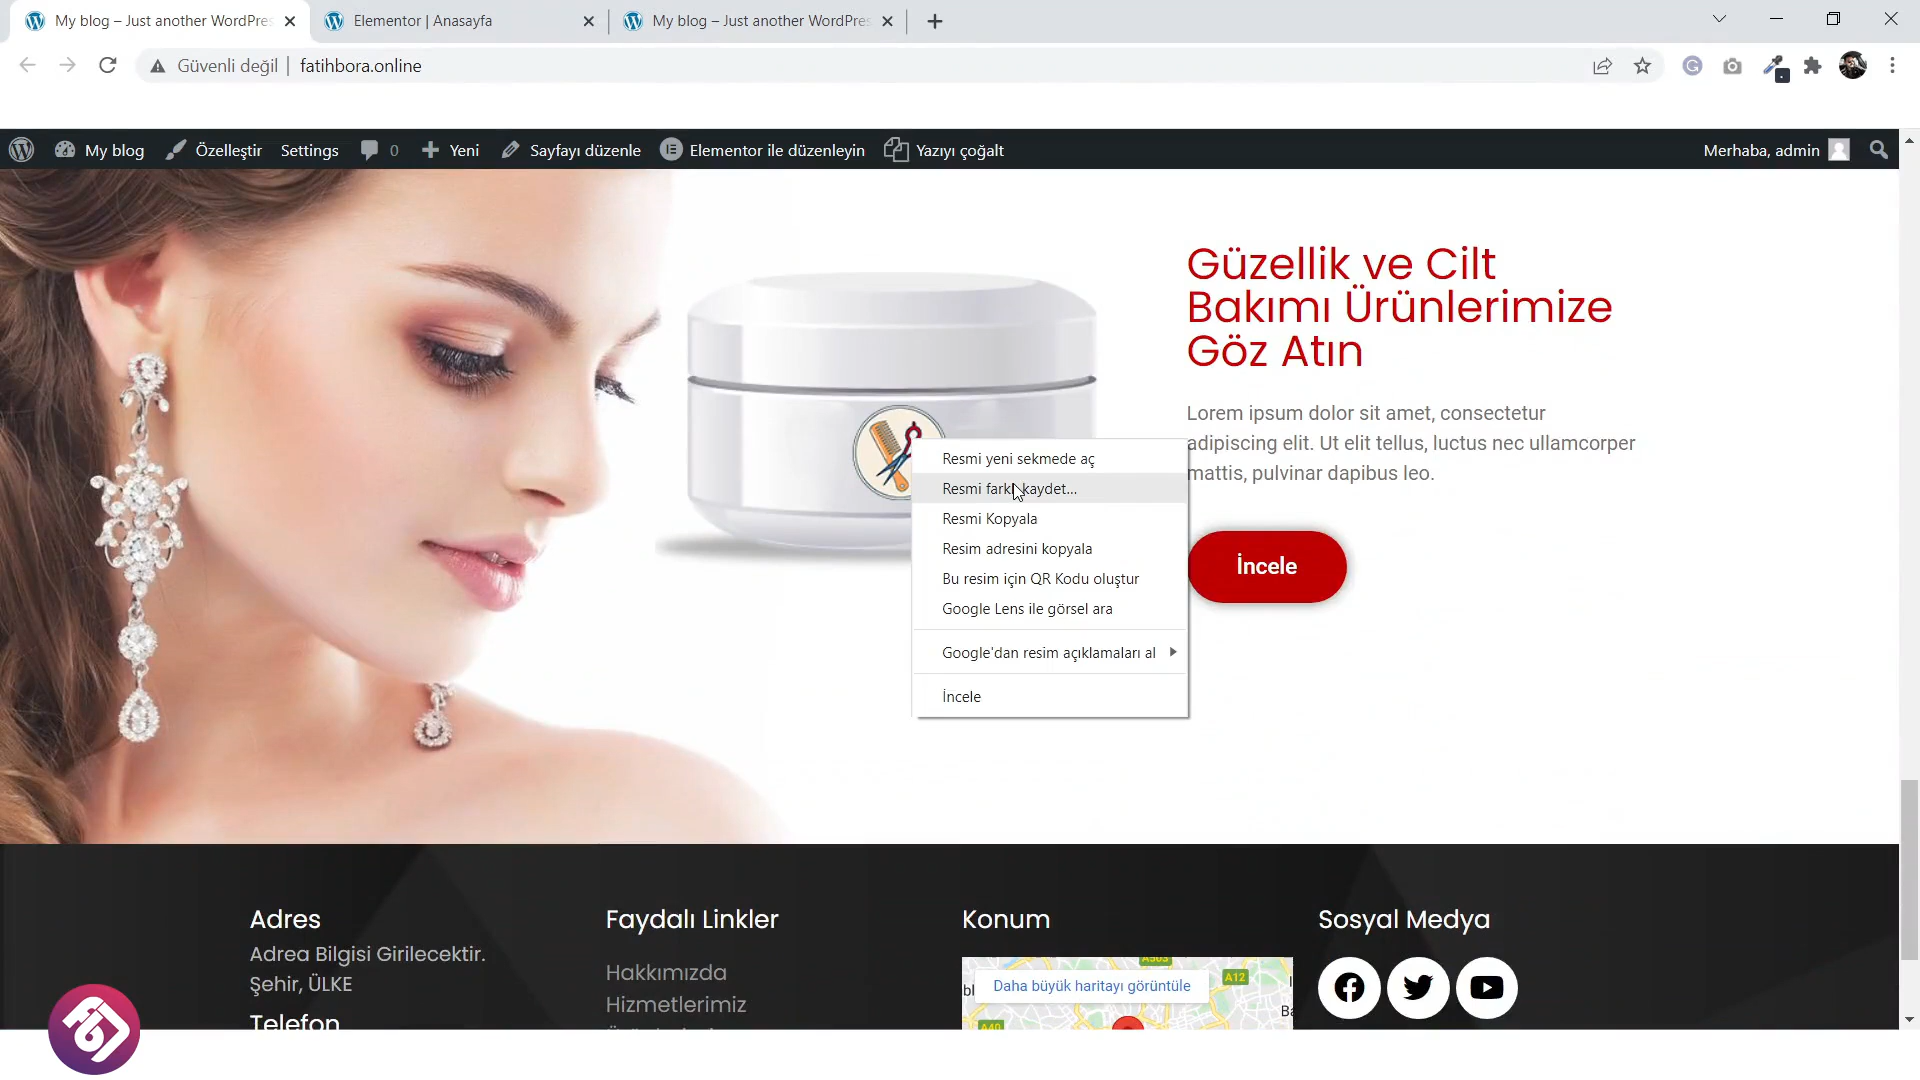 My blog – Just another WordPres
Elementor | Anasayfa
My blog – Just another WordPres
Güvenli değil | fatihbora.online
My blog Özelleştir Settings 0 Yeni Sayfayı düzenle Elementor ile düzenleyin Yazıyı çoğalt Merhaba, admin
Güzellik ve Cilt
Bakımı Ürünlerimize
Göz Atın
Lorem ipsum dolor sit amet, consectetur
adipiscing elit. Ut elit tellus, luctus nec ullamcorper
mattis, pulvinar dapibus leo.
İncele
Resmi yeni sekmede aç
Resmi farklı kaydet...
Resmi Kopyala
Resim adresini kopyala
Bu resim için QR Kodu oluştur
Google Lens ile görsel ara
Google'dan resim açıklamaları al
İncele
Adres
Adrea Bilgisi Girilecektir.
Şehir, ÜLKE
Telefon
Faydalı Linkler
Hakkımızda
Hizmetlerimiz
Konum
Daha büyük haritayı görüntüle
A503
A12
A40
Sosyal Medya